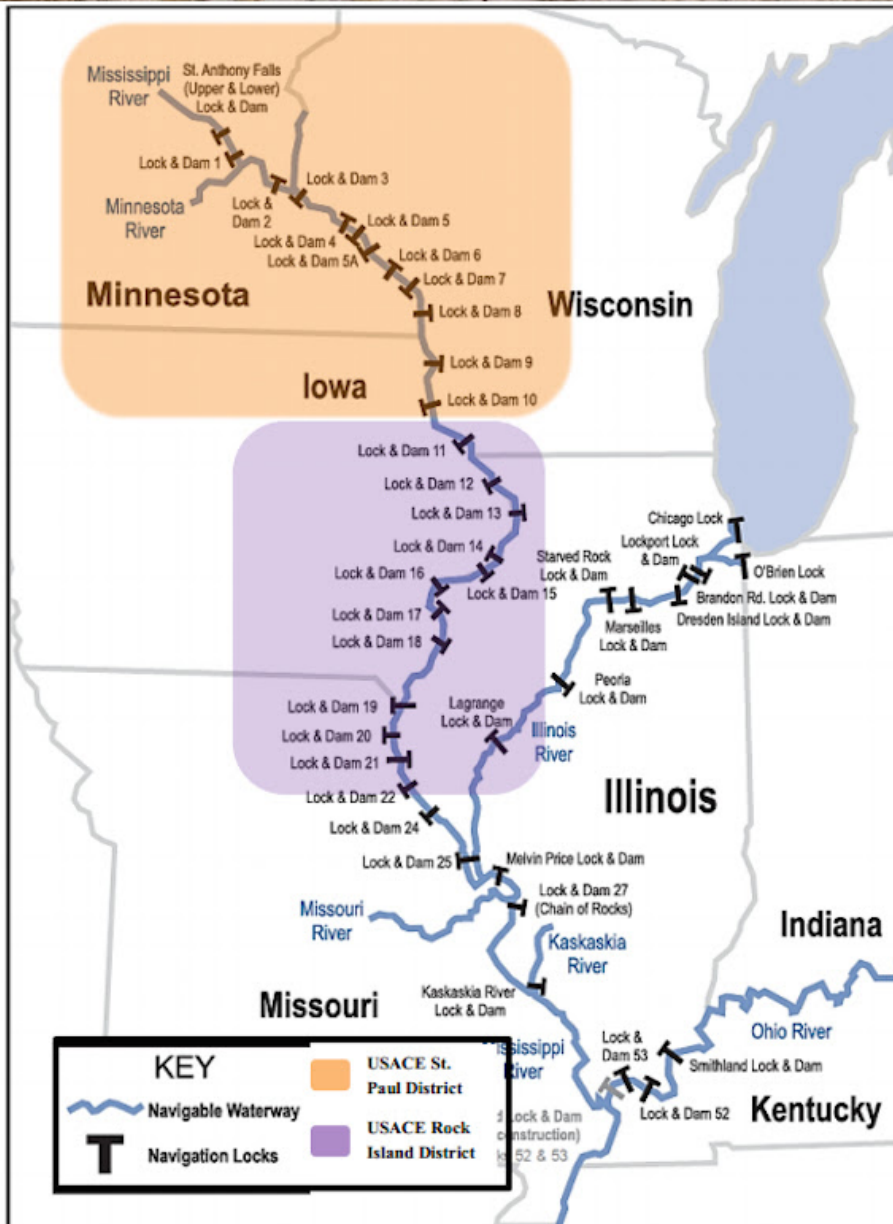 Mississippi
River
St. Anthony Falls
(Upper & Lower)
Lock & Dam
Lock & Dam 1
Minnesota
River
Lock &
Dam 2
Lock & Dam 3
Lock & Dam 4
Lock & Dam 5
Lock & Dam 5A
Lock & Dam 6
Lock & Dam 7
Minnesota
Wisconsin
Lock & Dam 8
Lock & Dam 9
Iowa
Lock & Dam 10
Lock & Dam 11
Lock & Dam 12
Lock & Dam 13
Chicago Lock
Lock & Dam 14
Starved Rock
Lock & Dam
Lockport Lock
& Dam
O'Brien Lock
Lock & Dam 16
Lock & Dam 15
Brandon Rd. Lock & Dam
Dresden Island Lock & Dam
Lock & Dam 17
Marseilles
Lock & Dam
Lock & Dam 18
Peoria
Lock & Dam
Lock & Dam 19
Lagrange
Lock & Dam
Illinois
River
Lock & Dam 20
Lock & Dam 21
Lock & Dam 22
Illinois
Lock & Dam 24
Lock & Dam 25
Melvin Price Lock & Dam
Lock & Dam 27
(Chain of Rocks)
Missouri
River
Kaskaskia
River
Indiana
Kaskaskia River
Lock & Dam
Missouri
Ohio River
Lock &
Dam 53
Smithland Lock & Dam
ississippi
River
Lock & Dam 52
Kentucky
d Lock & Dam
onstruction)
52 & 53
KEY
Navigable Waterway
Navigation Locks
USACE St.
Paul District
USACE Rock
Island District